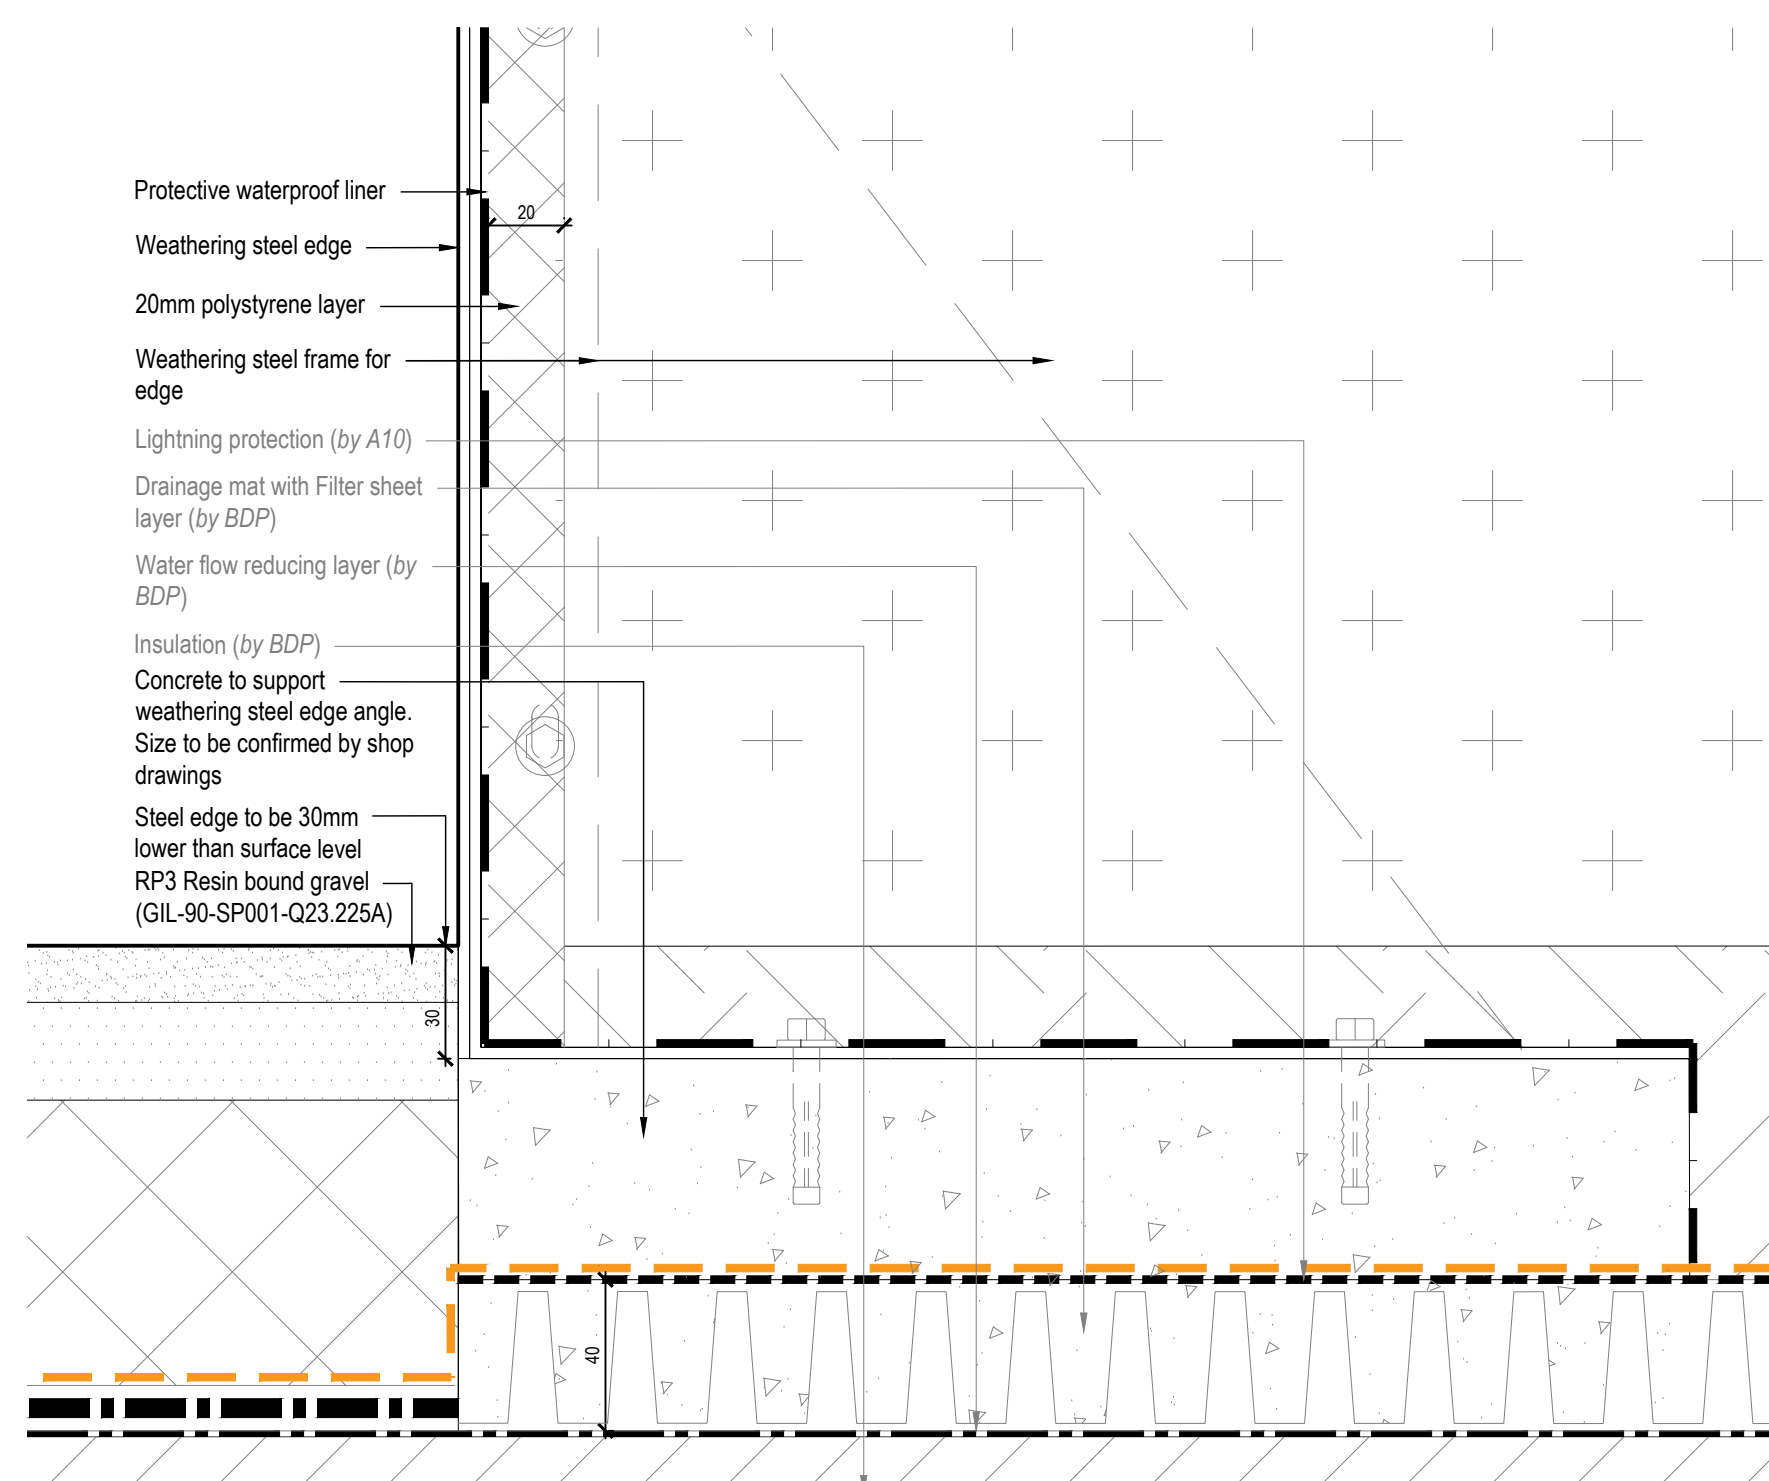 Protective waterproof liner
20
Weathering steel edge
20mm polystyrene layer
Weathering steel frame for
edge
Lightning protection (by A10)
Drainage mat with Filter sheet
layer (by BDP)
Water flow reducing layer (by
BDP)
Insulation (by BDP)
Concrete to support
weathering steel edge angle.
Size to be confirmed by shop
drawings
Steel edge to be 30mm
lower than surface level
RP3 Resin bound gravel
(GIL-90-SP001-Q23.225A)
30
40